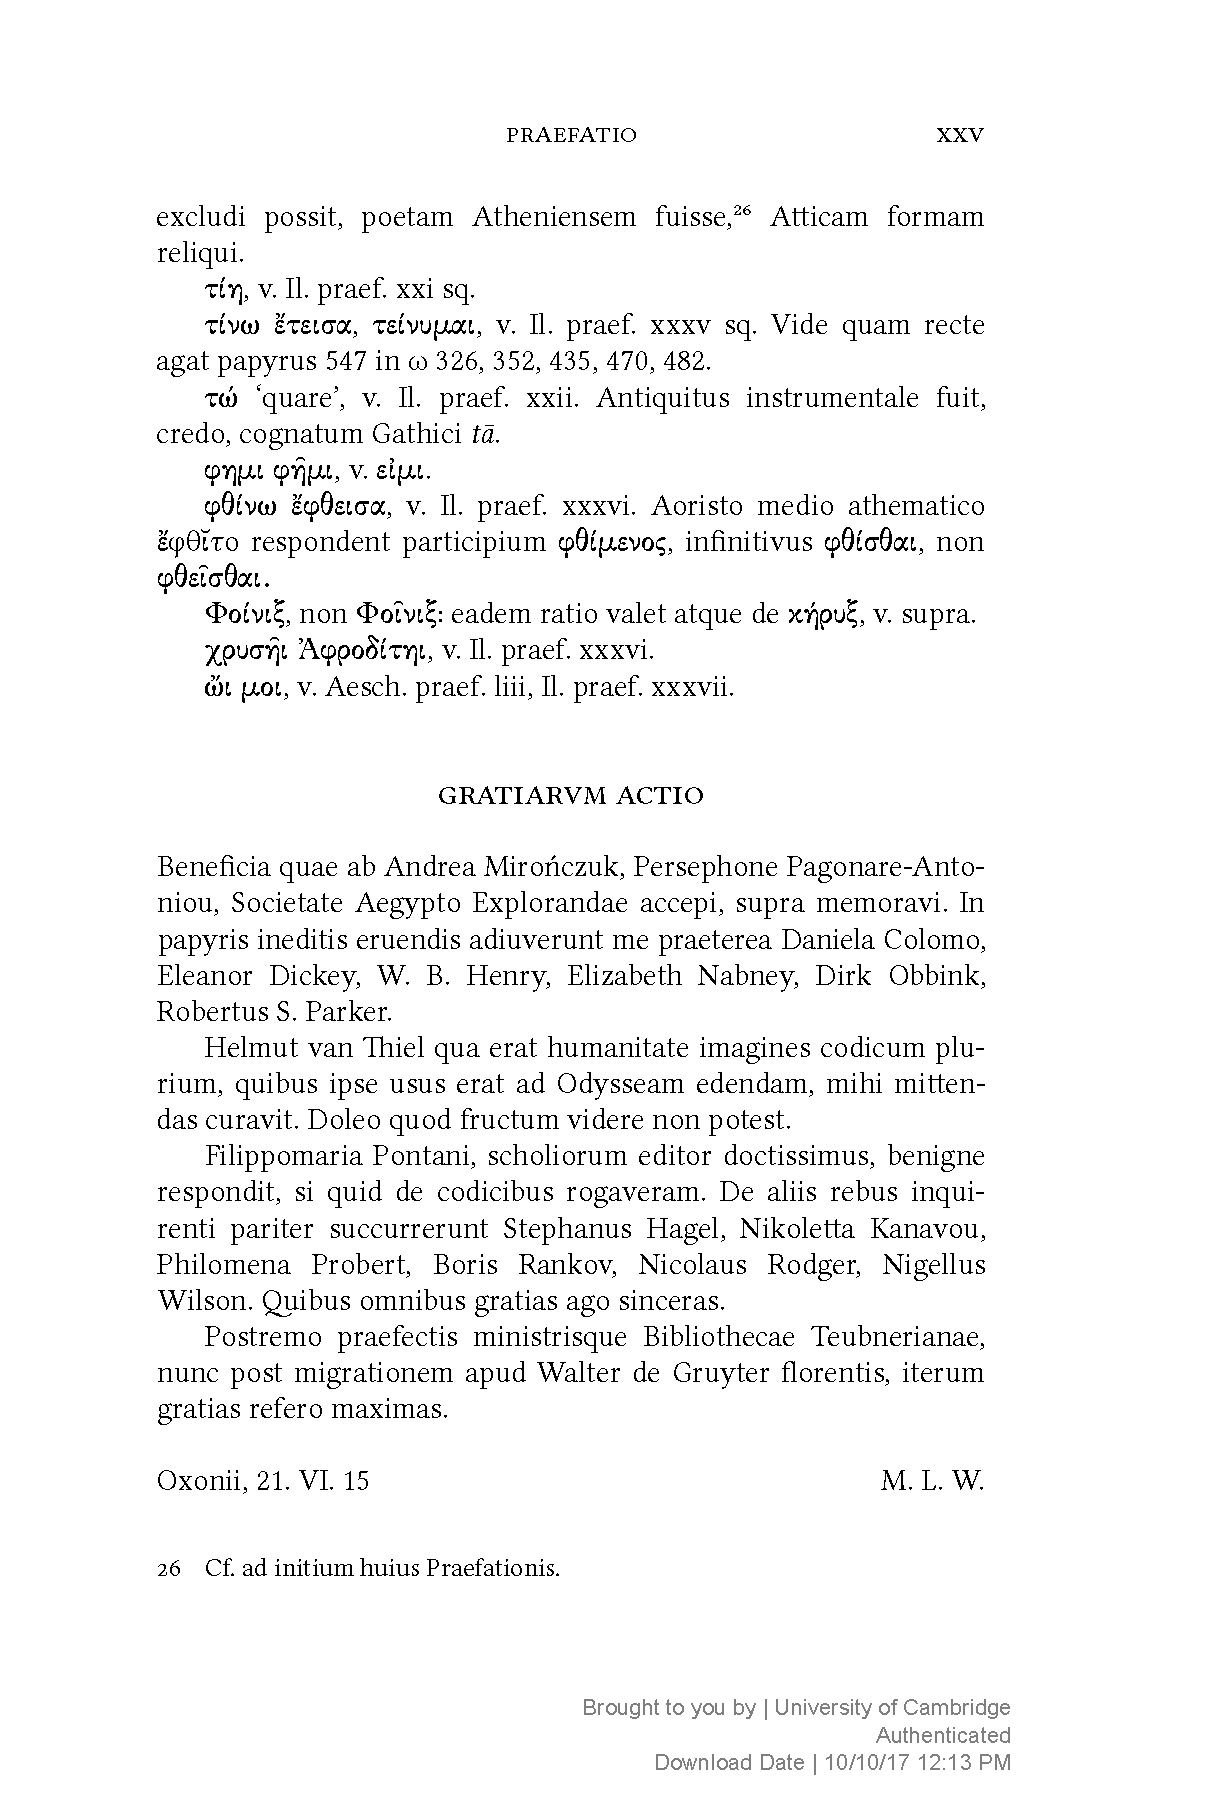 PRAEFATIO XXV
excludi possit, poetam Atheniensem fuisse,²⁶ Atticam formam
reliqui.
τίη, v. Il. praef. xxi sq.
τίνω ἔτεισα, τείνυμαι, v. Il. praef. xxxv sq. Vide quam recte
agat papyrus 547 in ω 326, 352, 435, 470, 482.
τώ ‘quare’, v. Il. praef. xxii. Antiquitus instrumentale fuit,
credo, cognatum Gathici tā.
φημι φῆμι, v. εἰμι.
φθίνω ἔφθεισα, v. Il. praef. xxxvi. Aoristo medio athematico
ἔφθῐτο respondent participium φθίμενος, infinitivus φθίσθαι, non
φθεῖσθαι.
Φοίνιξ, non Φοῖνιξ: eadem ratio valet atque de κήρυξ, v. supra.
χρυσῆι Ἀφροδίτηι, v. Il. praef. xxxvi.
ὤι μοι, v. Aesch. praef. liii, Il. praef. xxxvii.
GRATIARVM ACTIO
Beneficia quae ab Andrea Mirończuk, Persephone Pagonare-Anto-
niou, Societate Aegypto Explorandae accepi, supra memoravi. In
papyris ineditis eruendis adiuverunt me praeterea Daniela Colomo,
Eleanor Dickey, W. B. Henry, Elizabeth Nabney, Dirk Obbink,
Robertus S. Parker.
Helmut van Thiel qua erat humanitate imagines codicum plu-
rium, quibus ipse usus erat ad Odysseam edendam, mihi mitten-
das curavit. Doleo quod fructum videre non potest.
Filippomaria Pontani, scholiorum editor doctissimus, benigne
respondit, si quid de codicibus rogaveram. De aliis rebus inqui-
renti pariter succurrerunt Stephanus Hagel, Nikoletta Kanavou,
Philomena Probert, Boris Rankov, Nicolaus Rodger, Nigellus
Wilson. Quibus omnibus gratias ago sinceras.
Postremo praefectis ministrisque Bibliothecae Teubnerianae,
nunc post migrationem apud Walter de Gruyter florentis, iterum
gratias refero maximas.
Oxonii, 21. VI. 15 M. L. W.
26 Cf. ad initium huius Praefationis.
Brought to you by | University of Cambridge
Authenticated
Download Date | 10/10/17 12:13 PM